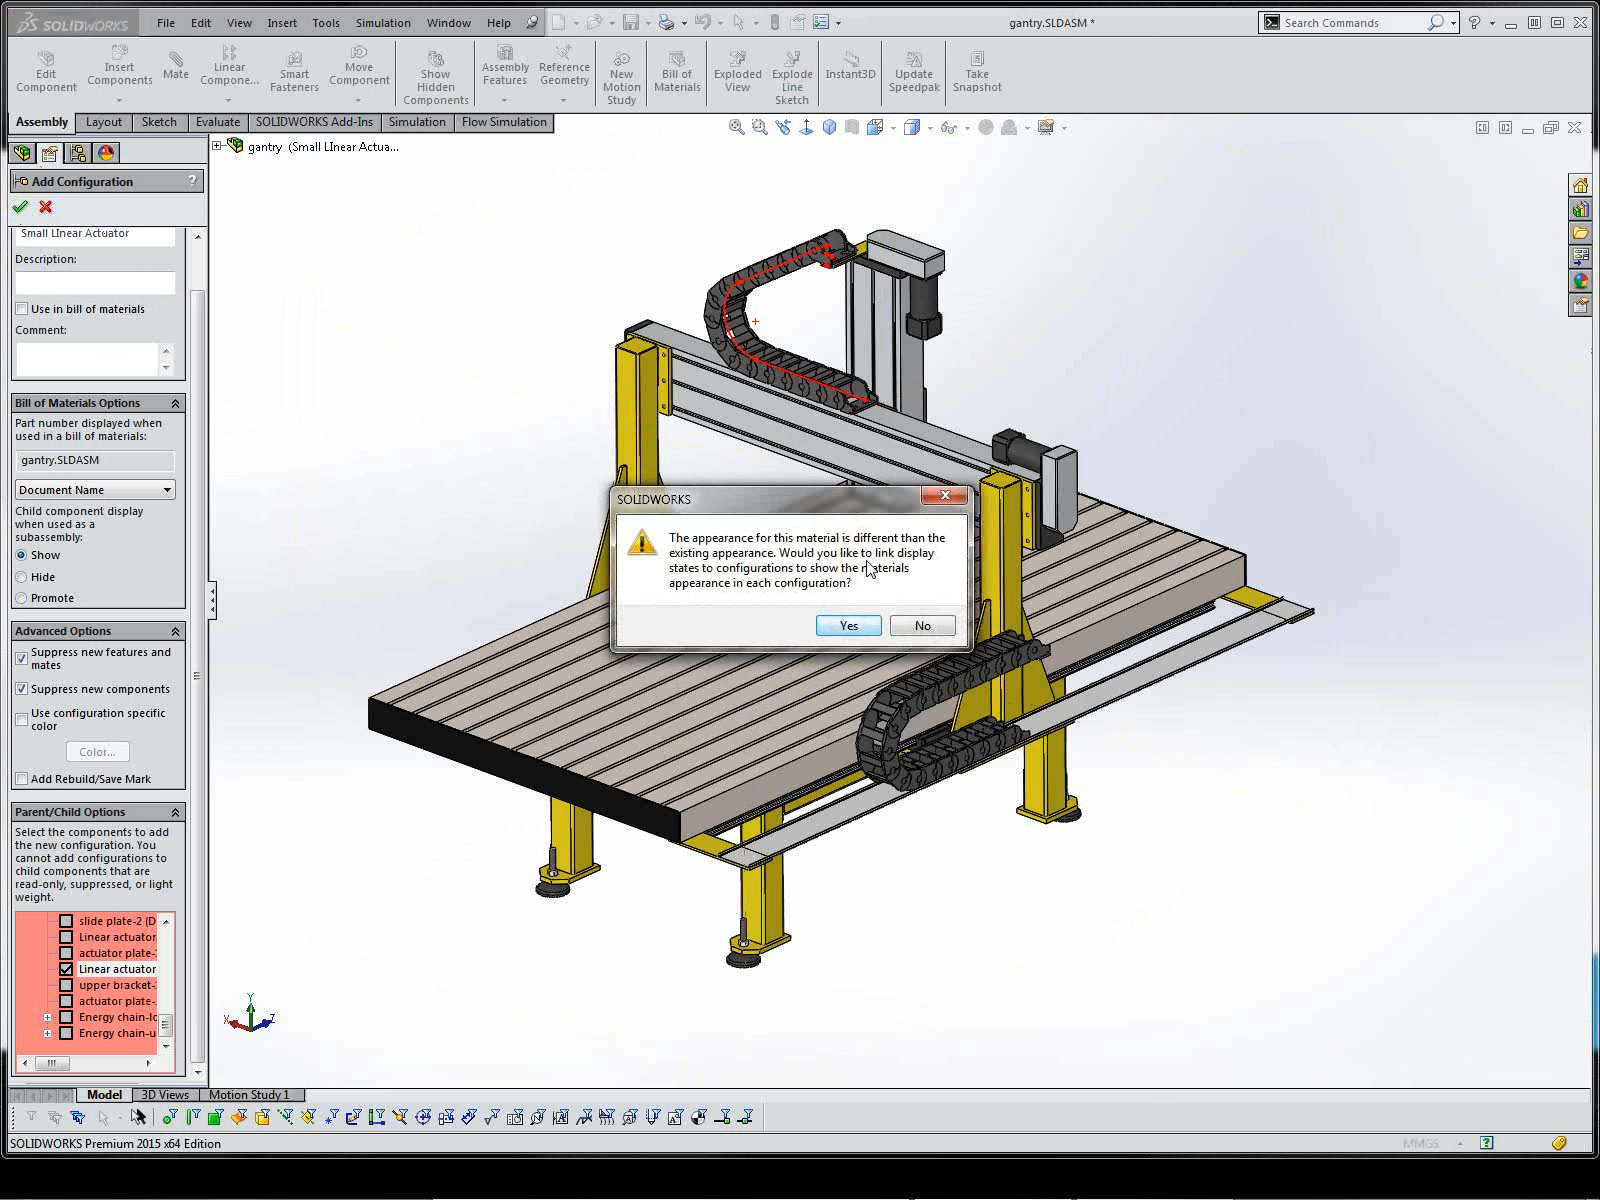 SOLIDWORKS
File Edit View Insert Tools Simulation Window Help
gantry.SLDASM *
Search Commands
Edit Component
Insert Components
Mate
Linear Compone...
Smart Fasteners
Move Component
Show Hidden Components
Assembly Features
Reference Geometry
New Motion Study
Bill of Materials
Exploded View
Explode Line Sketch
Instant3D
Update Speedpak
Take Snapshot
Assembly Layout Sketch Evaluate SOLIDWORKS Add-Ins Simulation Flow Simulation
gantry (Small LInear Actua...
Add Configuration ?
Small LInear Actuator
Description:
Use in bill of materials
Comment:
Bill of Materials Options
Part number displayed when
used in a bill of materials:
gantry.SLDASM
Document Name
Child component display
when used as a
subassembly:
Show
Hide
Promote
Advanced Options
Suppress new features and
mates
Suppress new components
Use configuration specific
color
Color...
Add Rebuild/Save Mark
Parent/Child Options
Select the components to add
the new configuration. You
cannot add configurations to
child components that are
read-only, suppressed, or light
weight.
slide plate-2 (D
Linear actuator
actuator plate-
Linear actuator
upper bracket-
actuator plate-
Energy chain-lo
Energy chain-u
SOLIDWORKS
The appearance for this material is different than the
existing appearance. Would you like to link display
states to configurations to show the materials
appearance in each configuration?
Yes No
Y
X
Z
Model 3D Views Motion Study 1
SOLIDWORKS Premium 2015 x64 Edition
MMGS